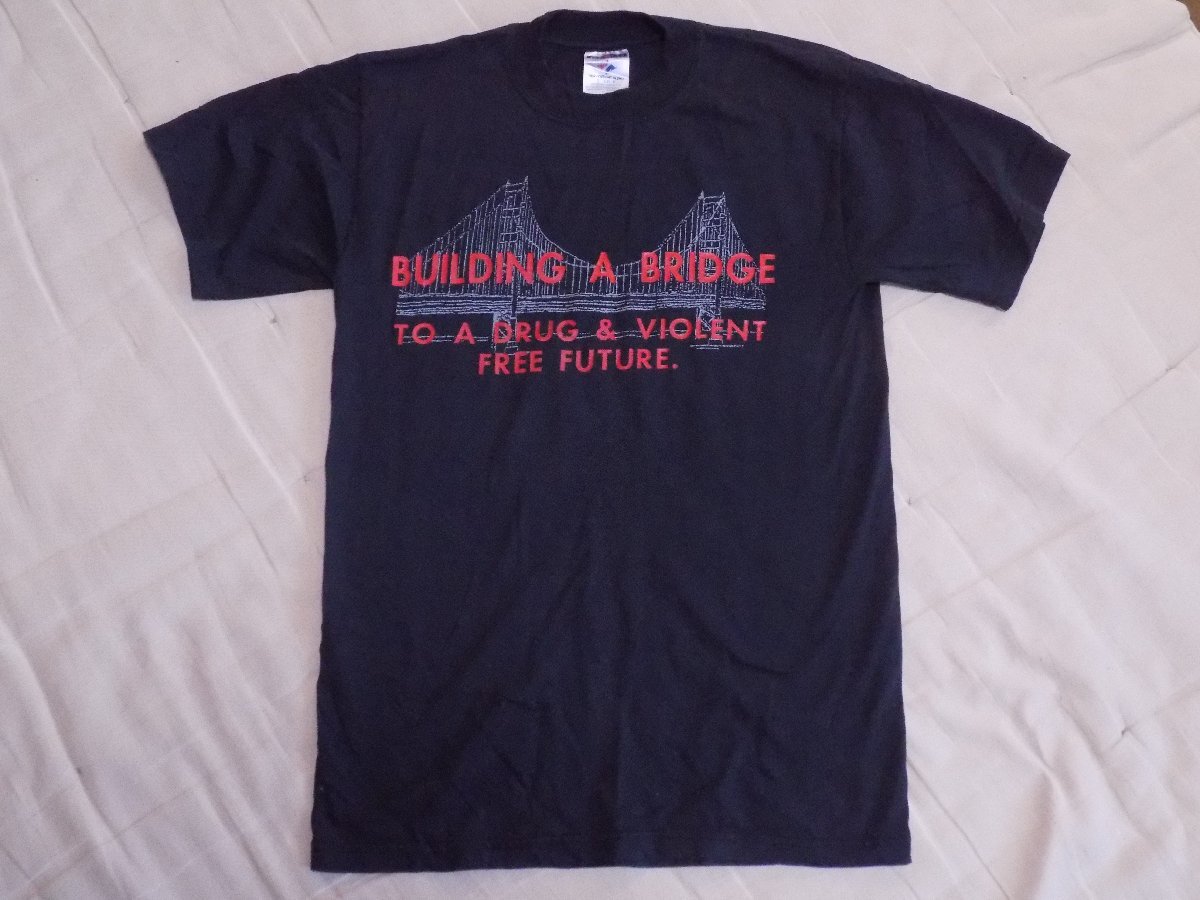 BUILDING A BRIDGE
TO A DRUG & VIOLENT
FREE FUTURE.